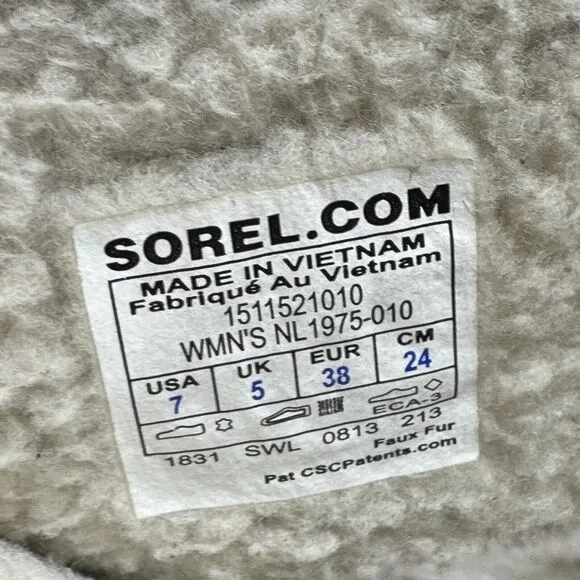 SOREL.COM
MADE IN VIETNAM
Fabriqué Au Vietnam
1511521010
WMN'S NL1975-010
USA UK EUR CM
7 5 38 24
ECA-3
1831 SWL 0813 213
Faux Fur
Pat CSCPatents.com